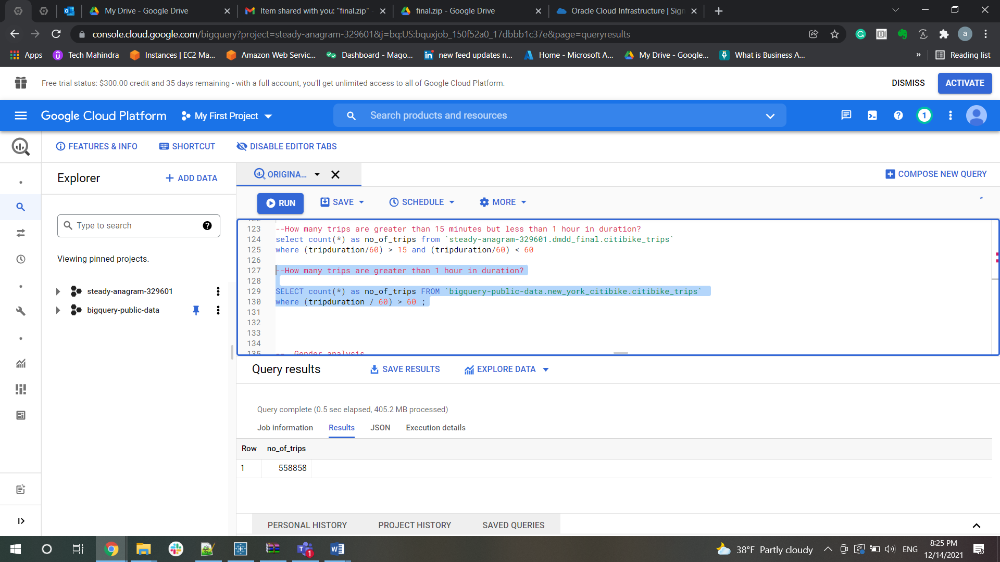 My Drive - Google Drive
Item shared with you: "final.zip" -
final.zip - Google Drive
Oracle Cloud Infrastructure | Sign
console.cloud.google.com/bigquery?project=steady-anagram-329601&j=bq:US:bquxjob_150f52a0_17dbbb1c37e&page=queryresults
a
Apps
Tech Mahindra
Instances | EC2 Ma...
Amazon Web Servic...
Dashboard - Mago...
new feed updates n...
Home - Microsoft A...
My Drive - Google...
What is Business A...
»
Reading list
Free trial status: $300.00 credit and 35 days remaining - with a full account, you'll get unlimited access to all of Google Cloud Platform.
DISMISS
ACTIVATE
Google Cloud Platform
My First Project
Search products and resources
1
FEATURES & INFO
SHORTCUT
DISABLE EDITOR TABS
Explorer
+ ADD DATA
ORIGINA...
COMPOSE NEW QUERY
RUN
SAVE
SCHEDULE
MORE
Type to search
Viewing pinned projects.
steady-anagram-329601
bigquery-public-data
122
123 --How many trips are greater than 15 minutes but less than 1 hour in duration?
124 select count(*) as no_of_trips from `steady-anagram-329601.dmdd_final.citibike_trips`
125 where (tripduration/60) > 15 and (tripduration/60) < 60
126
127 --How many trips are greater than 1 hour in duration?
128
129 SELECT count(*) as no_of_trips FROM `bigquery-public-data.new_york_citibike.citibike_trips`
130 where (tripduration / 60) > 60 ;
131
132
133
134
135 -- Gender analysis
Query results
SAVE RESULTS
EXPLORE DATA
Query complete (0.5 sec elapsed, 405.2 MB processed)
Job information
Results
JSON
Execution details
Row no_of_trips
1 558858
PERSONAL HISTORY
PROJECT HISTORY
SAVED QUERIES
1
38°F Partly cloudy
ENG
8:25 PM
12/14/2021